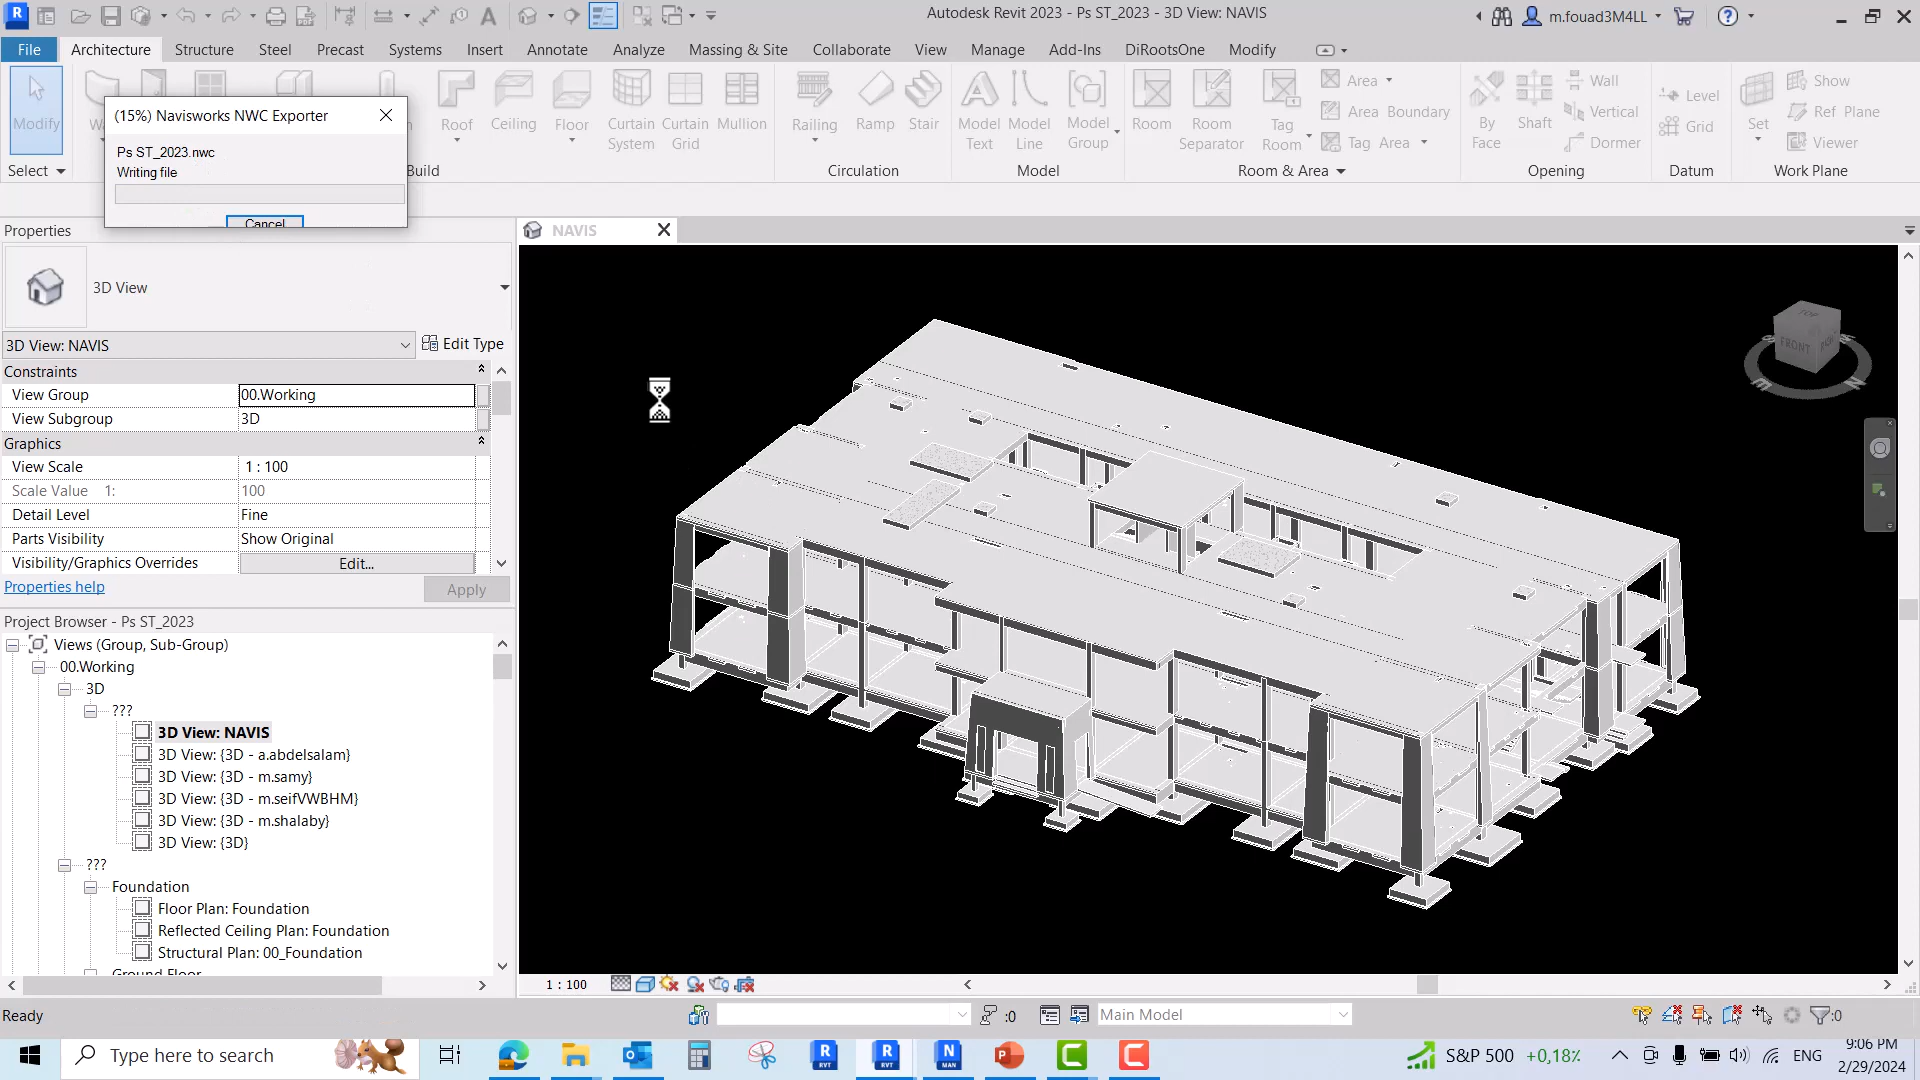 Autodesk Revit 2023 - Ps ST_2023 - 3D View: NAVIS
m.fouad3M4LL
File Architecture Structure Steel Precast Systems Insert Annotate Analyze Massing & Site Collaborate View Manage Add-Ins DiRootsOne Modify
Modify
Select
(15%) Navisworks NWC Exporter
Ps ST_2023.nwc
Writing file
Cancel
Roof
Ceiling
Floor
Curtain System
Curtain Grid
Mullion
Build
Railing
Ramp
Stair
Circulation
Model Text
Model Line
Model Group
Model
Room
Room Separator
Tag Room
Area
Area Boundary
Tag Area
Room & Area
By Face
Shaft
Wall
Vertical
Dormer
Opening
Level
Grid
Datum
Set
Show
Ref Plane
Viewer
Work Plane
Properties
3D View
3D View: NAVIS
Edit Type
Constraints
View Group 00.Working
View Subgroup 3D
Graphics
View Scale 1 : 100
Scale Value 1: 100
Detail Level Fine
Parts Visibility Show Original
Visibility/Graphics Overrides Edit...
Properties help
Apply
Project Browser - Ps ST_2023
Views (Group, Sub-Group)
00.Working
3D
???
3D View: NAVIS
3D View: {3D - a.abdelsalam}
3D View: {3D - m.samy}
3D View: {3D - m.seifVWBHM}
3D View: {3D - m.shalaby}
3D View: {3D}
???
Foundation
Floor Plan: Foundation
Reflected Ceiling Plan: Foundation
Structural Plan: 00_Foundation
Ground Floor
NAVIS
TOP
FRONT
1 : 100
Ready
:0
Main Model
:0
Type here to search
S&P 500 +0,18%
ENG
9:06 PM
2/29/2024